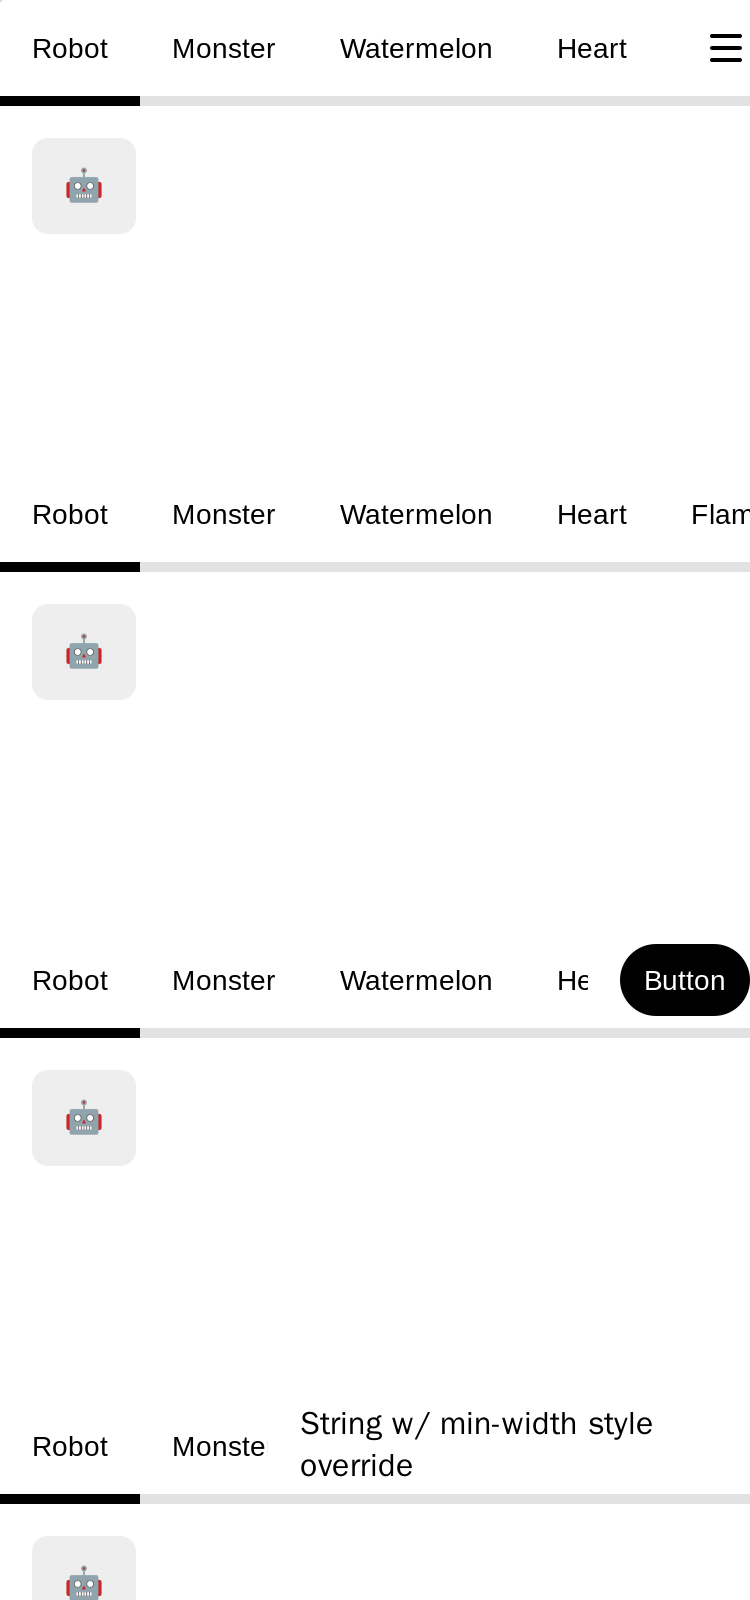 Robot Monster Watermelon Heart
Robot Monster Watermelon Heart Flam
Robot Monster Watermelon He Button
Robot Monste String w/ min-width style
override